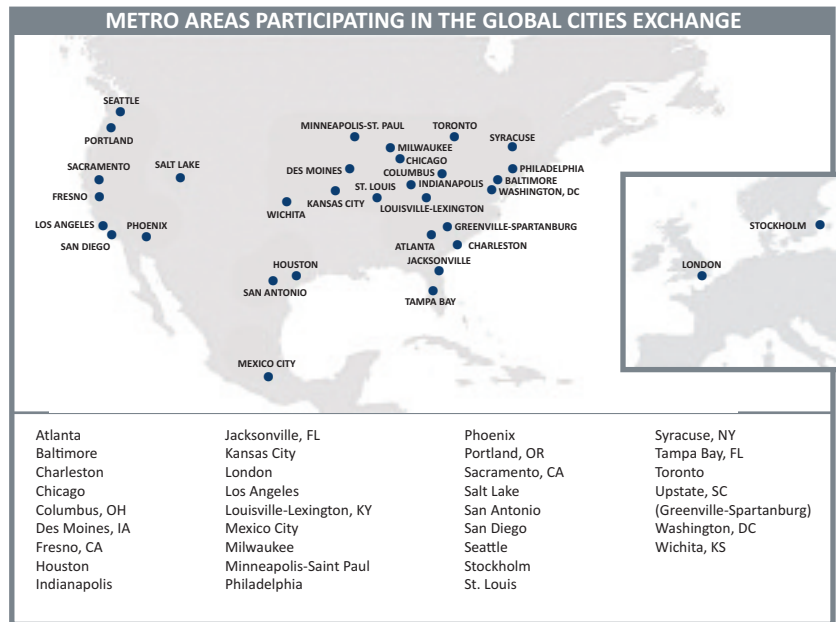 METRO AREAS PARTICIPATING IN THE GLOBAL CITIES EXCHANGE
SEATTLE
PORTLAND
SACRAMENTO
SALT LAKE
FRESNO
LOS ANGELES
SAN DIEGO
PHOENIX
MINNEAPOLIS-ST. PAUL
TORONTO
SYRACUSE
MILWAUKEE
CHICAGO
DES MOINES
COLUMBUS
PHILADELPHIA
BALTIMORE
WASHINGTON, DC
ST. LOUIS
INDIANAPOLIS
KANSAS CITY
LOUISVILLE-LEXINGTON
WICHITA
GREENVILLE-SPARTANBURG
ATLANTA
CHARLESTON
JACKSONVILLE
HOUSTON
SAN ANTONIO
TAMPA BAY
MEXICO CITY
STOCKHOLM
LONDON
Atlanta
Baltimore
Charleston
Chicago
Columbus, OH
Des Moines, IA
Fresno, CA
Houston
Indianapolis
Jacksonville, FL
Kansas City
London
Los Angeles
Louisville-Lexington, KY
Mexico City
Milwaukee
Minneapolis-Saint Paul
Philadelphia
Phoenix
Portland, OR
Sacramento, CA
Salt Lake
San Antonio
San Diego
Seattle
Stockholm
St. Louis
Syracuse, NY
Tampa Bay, FL
Toronto
Upstate, SC
(Greenville-Spartanburg)
Washington, DC
Wichita, KS